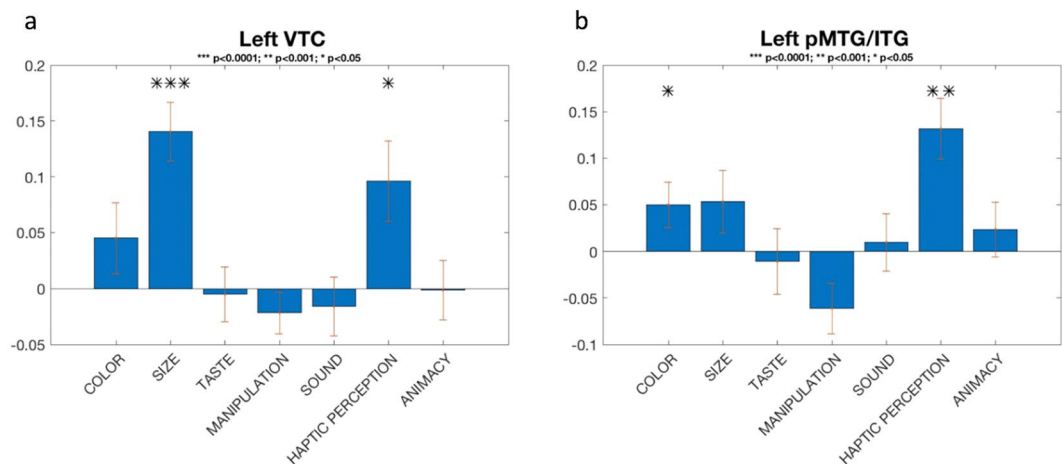 a
Left VTC
*** p<0.0001; ** p<0.001; * p<0.05
0.2
0.15
0.1
0.05
0
-0.05
***
*
COLOR
SIZE
TASTE
MANIPULATION
SOUND
HAPTIC PERCEPTION
ANIMACY
b
Left pMTG/ITG
*** p<0.0001; ** p<0.001; * p<0.05
0.2
0.15
0.1
0.05
0
-0.05
-0.1
*
**
COLOR
SIZE
TASTE
MANIPULATION
SOUND
HAPTIC PERCEPTION
ANIMACY